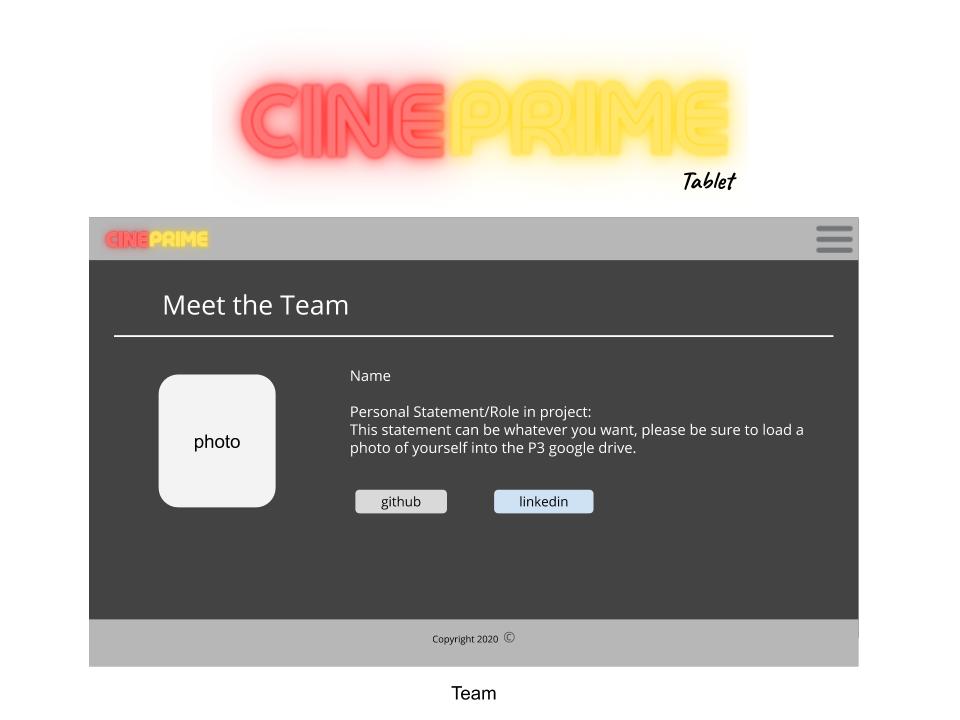 CINEPRIME
Tablet
CINEPRIME
Meet the Team
photo
Name
Personal Statement/Role in project:
This statement can be whatever you want, please be sure to load a
photo of yourself into the P3 google drive.
github
linkedin
Copyright 2020 ©
Team